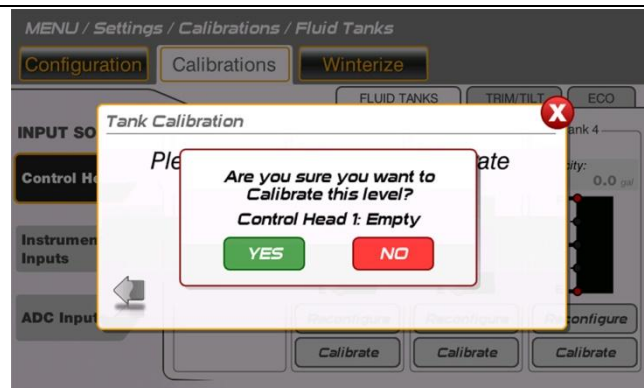 MENU / Settings / Calibrations / Fluid Tanks
Configuration
Calibrations
Winterize
FLUID TANKS
TRIM/TILT
ECO
INPUT SO
Tank Calibration
X
ank 4
Ple
ate
city:
0.0 gal
Control He
Are you sure you want to
Calibrate this level?
Control Head 1: Empty
YES
NO
Instrumen
Inputs
ADC Input
Reconfigure
Reconfigure
Reconfigure
Calibrate
Calibrate
Calibrate